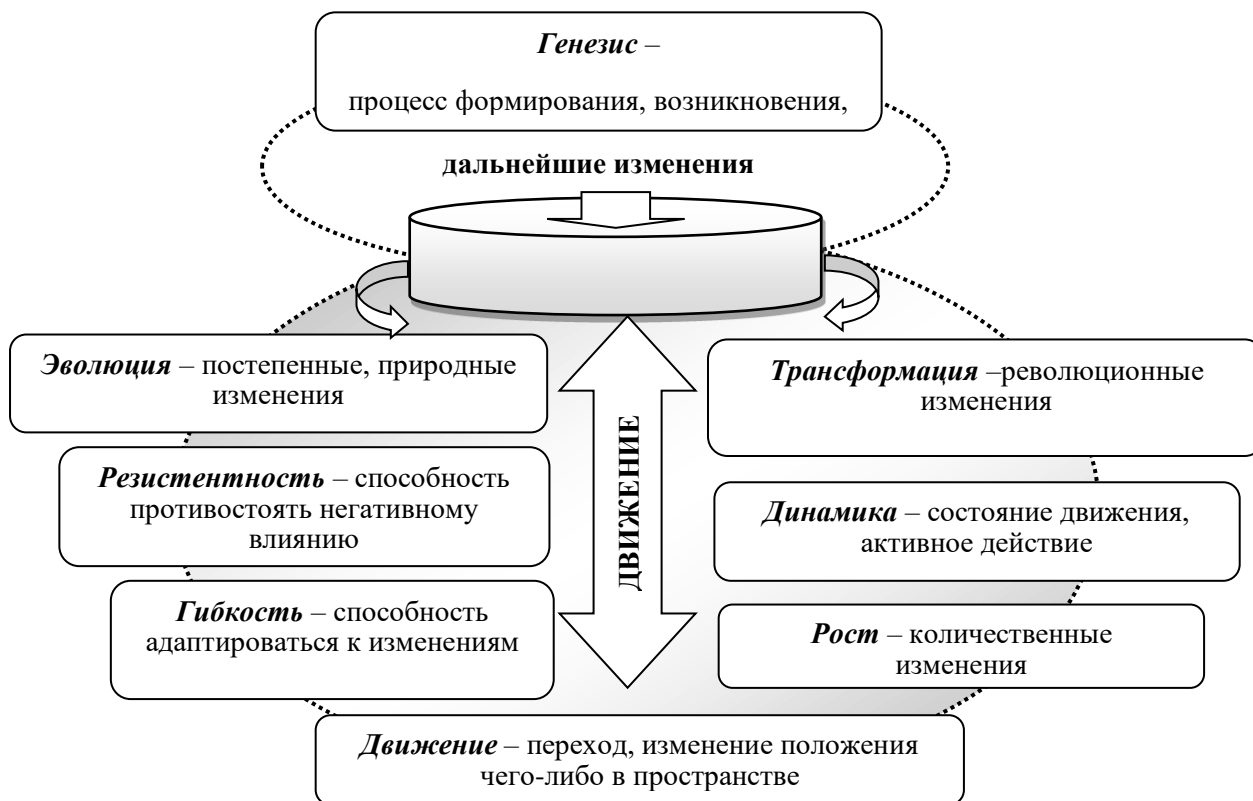 Генезис –
процесс формирования, возникновения,
дальнейшие изменения
Эволюция – постепенные, природные
изменения
Трансформация –революционные
изменения
Резистентность – способность
противостоять негативному
влиянию
ДВИЖЕНИЕ
Динамика – состояние движения,
активное действие
Гибкость – способность
адаптироваться к изменениям
Рост – количественные
изменения
Движение – переход, изменение положения
чего-либо в пространстве